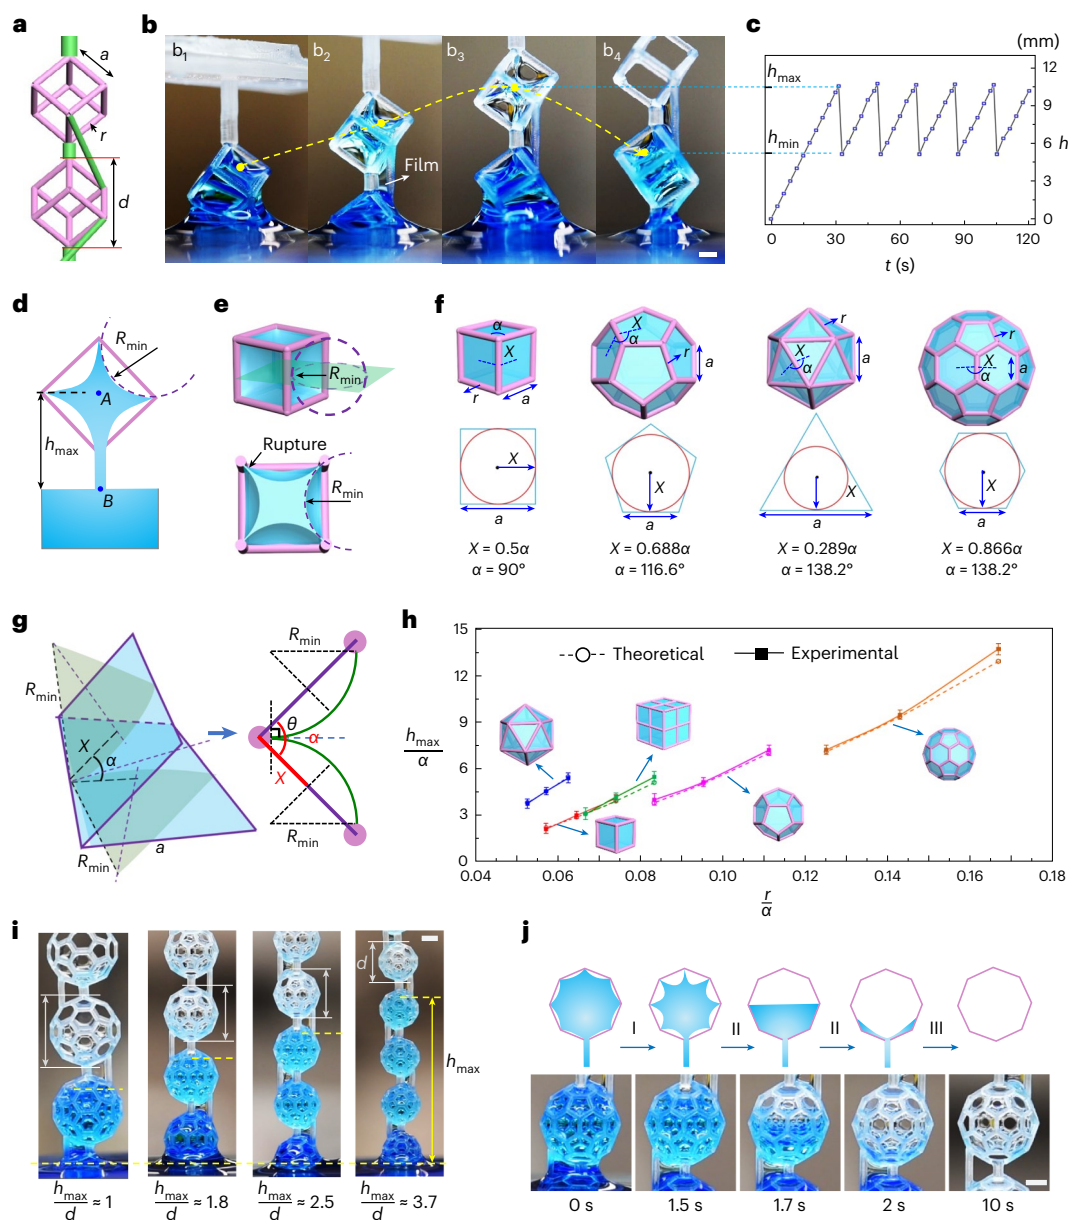 a
a
r
d
b
b1
b2
b3
b4
Film
c
(mm)
hmax
hmin
12
9
6
3
0
h
0
30
60
90
120
t (s)
d
Rmin
A
hmax
B
e
Rmin
Rupture
Rmin
f
α
X
r
a
X
a
X = 0.5α
α = 90°
X
α
r
a
X
a
X = 0.688α
α = 116.6°
r
X
α
a
X
a
X = 0.289α
α = 138.2°
r
X
α
a
X
a
X = 0.866α
α = 138.2°
g
Rmin
X
α
Rmin
a
Rmin
θ
α
X
Rmin
h
15
12
9
6
3
0
hmax
α
Theoretical
Experimental
0.04
0.06
0.08
0.10
0.12
0.14
0.16
0.18
r
α
i
d
hmax
hmax/d ≈ 1
hmax/d ≈ 1.8
hmax/d ≈ 2.5
hmax/d ≈ 3.7
j
I
II
II
III
0 s
1.5 s
1.7 s
2 s
10 s